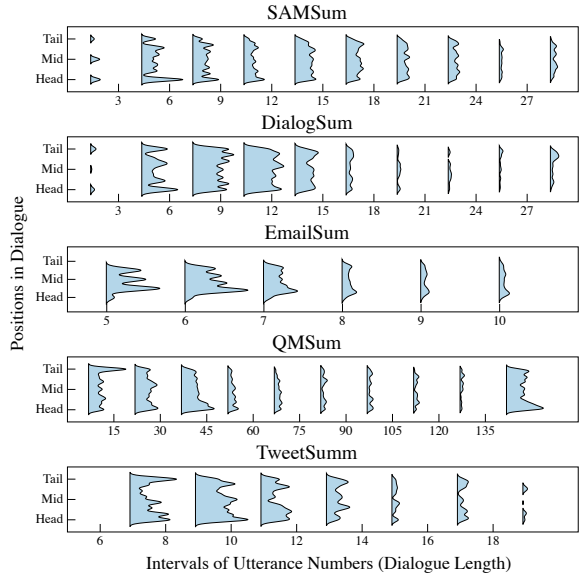 SAMSum
Tail
Mid
Head
3 6 9 12 15 18 21 24 27
DialogSum
Tail
Mid
Head
3 6 9 12 15 18 21 24 27
EmailSum
Tail
Mid
Head
5 6 7 8 9 10
QMSum
Tail
Mid
Head
15 30 45 60 75 90 105 120 135
TweetSumm
Tail
Mid
Head
6 8 10 12 14 16 18
Positions in Dialogue
Intervals of Utterance Numbers (Dialogue Length)